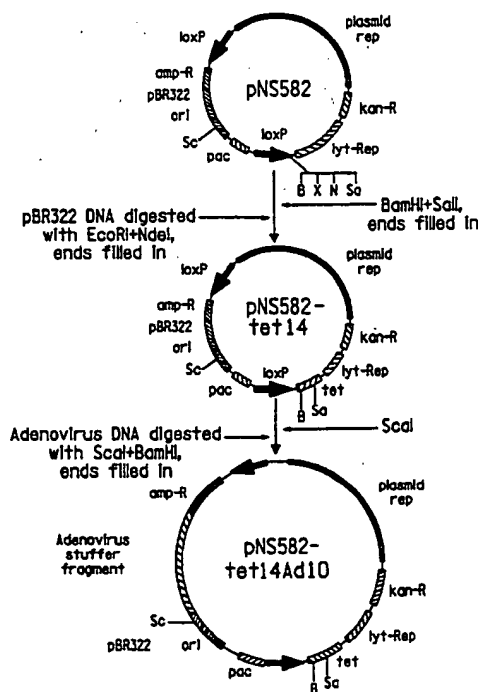 plasmid
rep
loxP
amp-R
pBR322
ori
Sc
pac
loxP
pNS582
kan-R
lyt-Rep
B X N Sa
pBR322 DNA digested
with EcoRI+NdeI,
ends filled in
BamHI+SalI,
ends filled in
plasmid
rep
loxP
amp-R
pBR322
ori
Sc
pac
loxP
pNS582-
tet14
kan-R
lyt-Rep
tet
Sa
B
Adenovirus DNA digested
with ScaI+BamHI,
ends filled in
ScaI
amp-R
plasmid
rep
Adenovirus
stuffer
fragment
pNS582-
tet14Ad10
Sc
pBR322
ori
pac
kan-R
lyt-Rep
tet
Sa
B